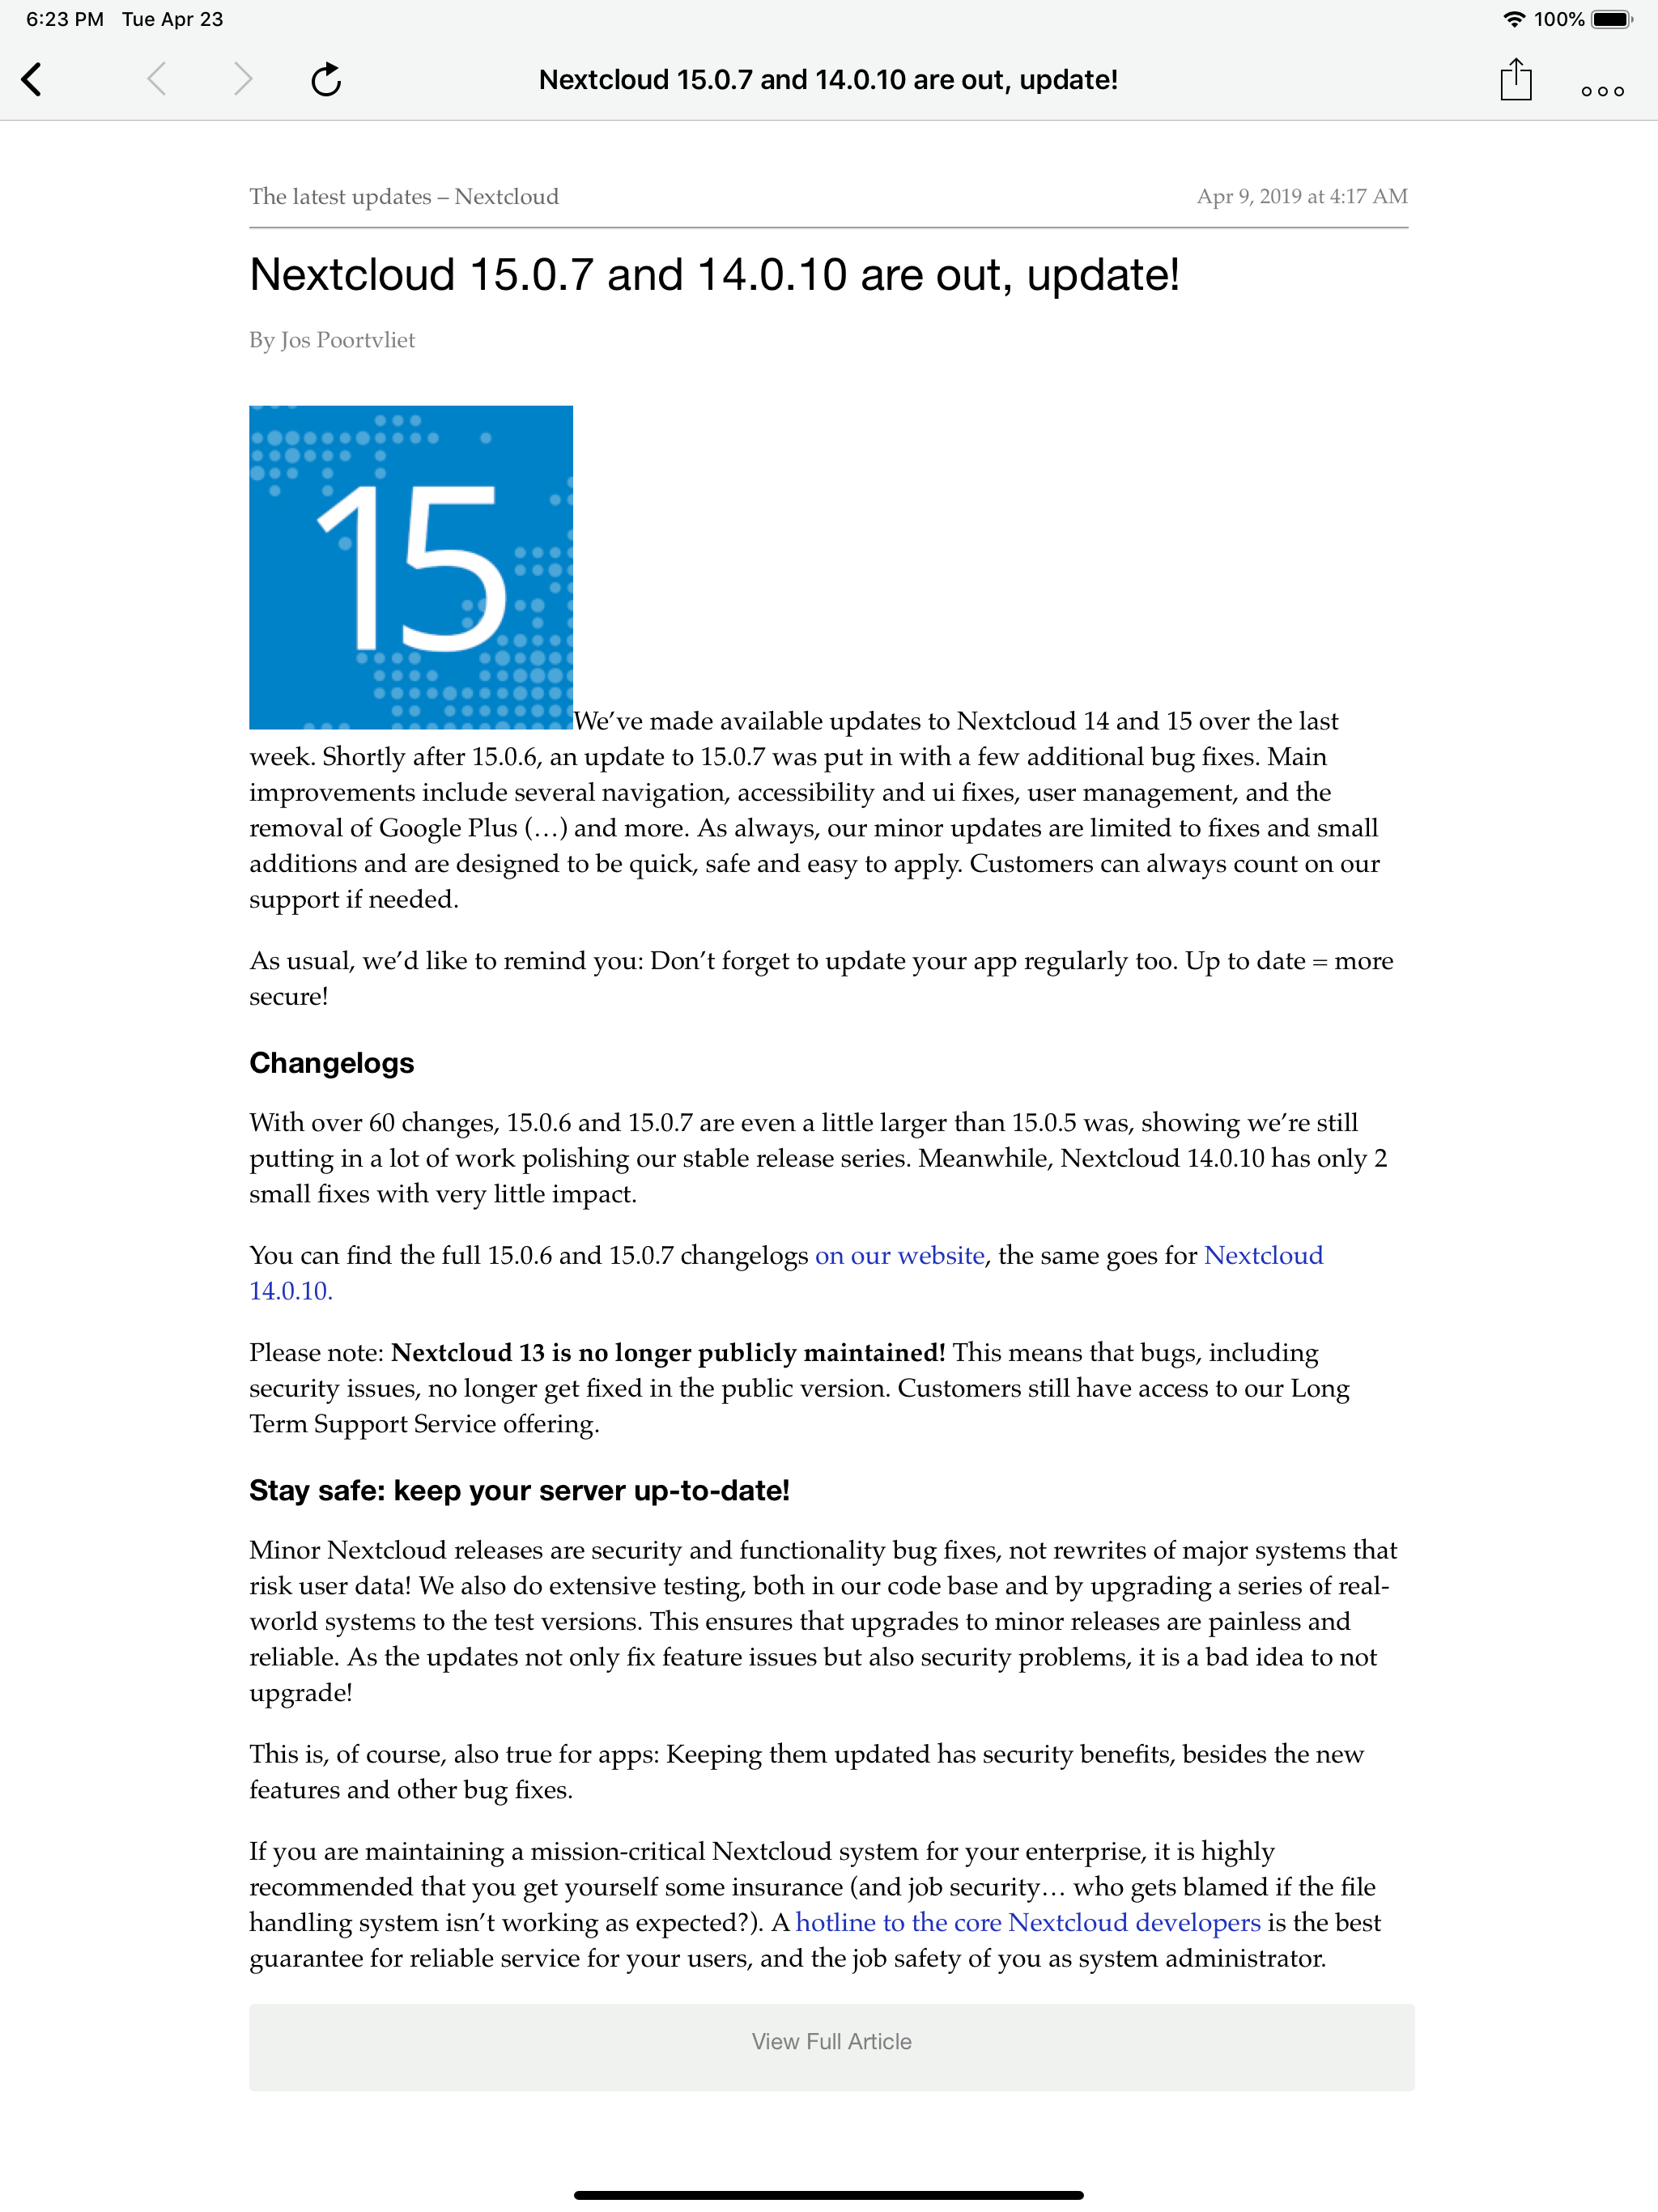 6:23 PM Tue Apr 23
100%
Nextcloud 15.0.7 and 14.0.10 are out, update!
The latest updates – Nextcloud
Apr 9, 2019 at 4:17 AM
Nextcloud 15.0.7 and 14.0.10 are out, update!
By Jos Poortvliet
15
We’ve made available updates to Nextcloud 14 and 15 over the last
week. Shortly after 15.0.6, an update to 15.0.7 was put in with a few additional bug fixes. Main
improvements include several navigation, accessibility and ui fixes, user management, and the
removal of Google Plus (…) and more. As always, our minor updates are limited to fixes and small
additions and are designed to be quick, safe and easy to apply. Customers can always count on our
support if needed.
As usual, we’d like to remind you: Don’t forget to update your app regularly too. Up to date = more
secure!
Changelogs
With over 60 changes, 15.0.6 and 15.0.7 are even a little larger than 15.0.5 was, showing we’re still
putting in a lot of work polishing our stable release series. Meanwhile, Nextcloud 14.0.10 has only 2
small fixes with very little impact.
You can find the full 15.0.6 and 15.0.7 changelogs on our website, the same goes for Nextcloud
14.0.10.
Please note: Nextcloud 13 is no longer publicly maintained! This means that bugs, including
security issues, no longer get fixed in the public version. Customers still have access to our Long
Term Support Service offering.
Stay safe: keep your server up-to-date!
Minor Nextcloud releases are security and functionality bug fixes, not rewrites of major systems that
risk user data! We also do extensive testing, both in our code base and by upgrading a series of real-
world systems to the test versions. This ensures that upgrades to minor releases are painless and
reliable. As the updates not only fix feature issues but also security problems, it is a bad idea to not
upgrade!
This is, of course, also true for apps: Keeping them updated has security benefits, besides the new
features and other bug fixes.
If you are maintaining a mission-critical Nextcloud system for your enterprise, it is highly
recommended that you get yourself some insurance (and job security… who gets blamed if the file
handling system isn’t working as expected?). A hotline to the core Nextcloud developers is the best
guarantee for reliable service for your users, and the job safety of you as system administrator.
View Full Article